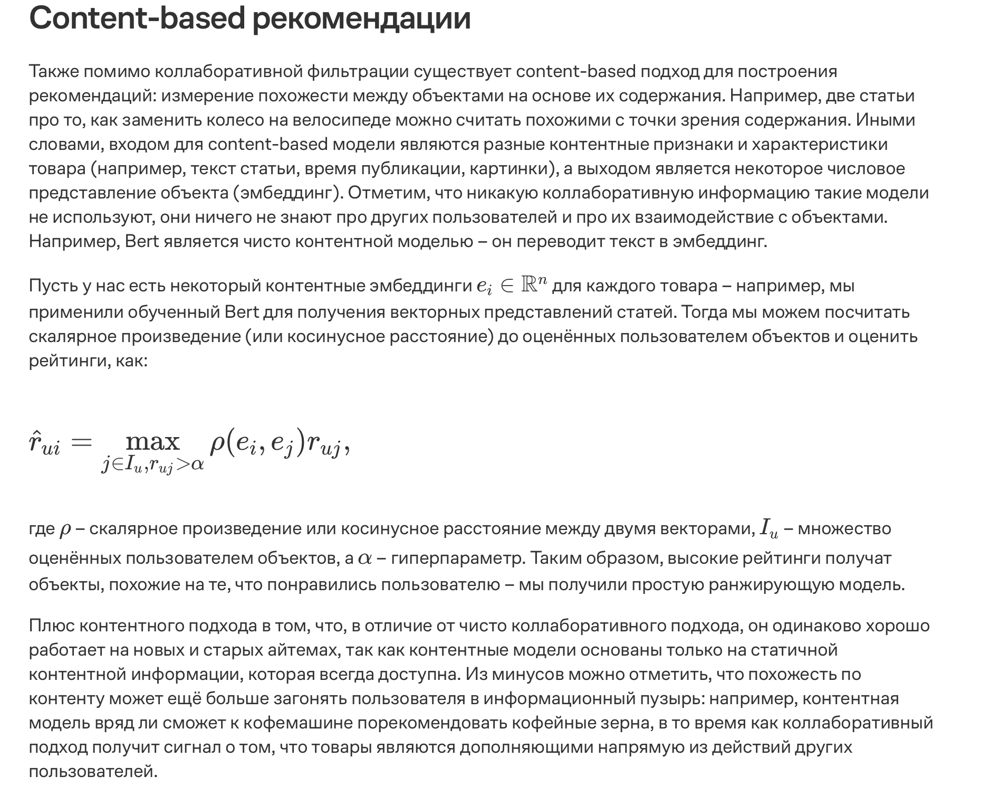 Content-based рекомендации
Также помимо коллаборативной фильтрации существует content-based подход для построения
рекомендаций: измерение похожести между объектами на основе их содержания. Например, две статьи
про то, как заменить колесо на велосипеде можно считать похожими с точки зрения содержания. Иными
словами, входом для content-based модели являются разные контентные признаки и характеристики
товара (например, текст статьи, время публикации, картинки), а выходом является некоторое числовое
представление объекта (эмбеддинг). Отметим, что никакую коллаборативную информацию такие модели
не используют, они ничего не знают про других пользователей и про их взаимодействие с объектами.
Например, Bert является чисто контентной моделью – он переводит текст в эмбеддинг.
Пусть у нас есть некоторый контентные эмбеддинги $e_i \in \mathbb{R}^n$ для каждого товара – например, мы
применили обученный Bert для получения векторных представлений статей. Тогда мы можем посчитать
скалярное произведение (или косинусное расстояние) до оценённых пользователем объектов и оценить
рейтинги, как:
$\hat{r}_{ui} = \max_{j \in I_u, r_{uj} > \alpha} \rho(e_i, e_j) r_{uj},$
где $\rho$ – скалярное произведение или косинусное расстояние между двумя векторами, $I_u$ – множество
оценённых пользователем объектов, а $\alpha$ – гиперпараметр. Таким образом, высокие рейтинги получат
объекты, похожие на те, что понравились пользователю – мы получили простую ранжирующую модель.
Плюс контентного подхода в том, что, в отличие от чисто коллаборативного подхода, он одинаково хорошо
работает на новых и старых айтемах, так как контентные модели основаны только на статичной
контентной информации, которая всегда доступна. Из минусов можно отметить, что похожесть по
контенту может ещё больше загонять пользователя в информационный пузырь: например, контентная
модель вряд ли сможет к кофемашине порекомендовать кофейные зерна, в то время как коллаборативный
подход получит сигнал о том, что товары являются дополняющими напрямую из действий других
пользователей.